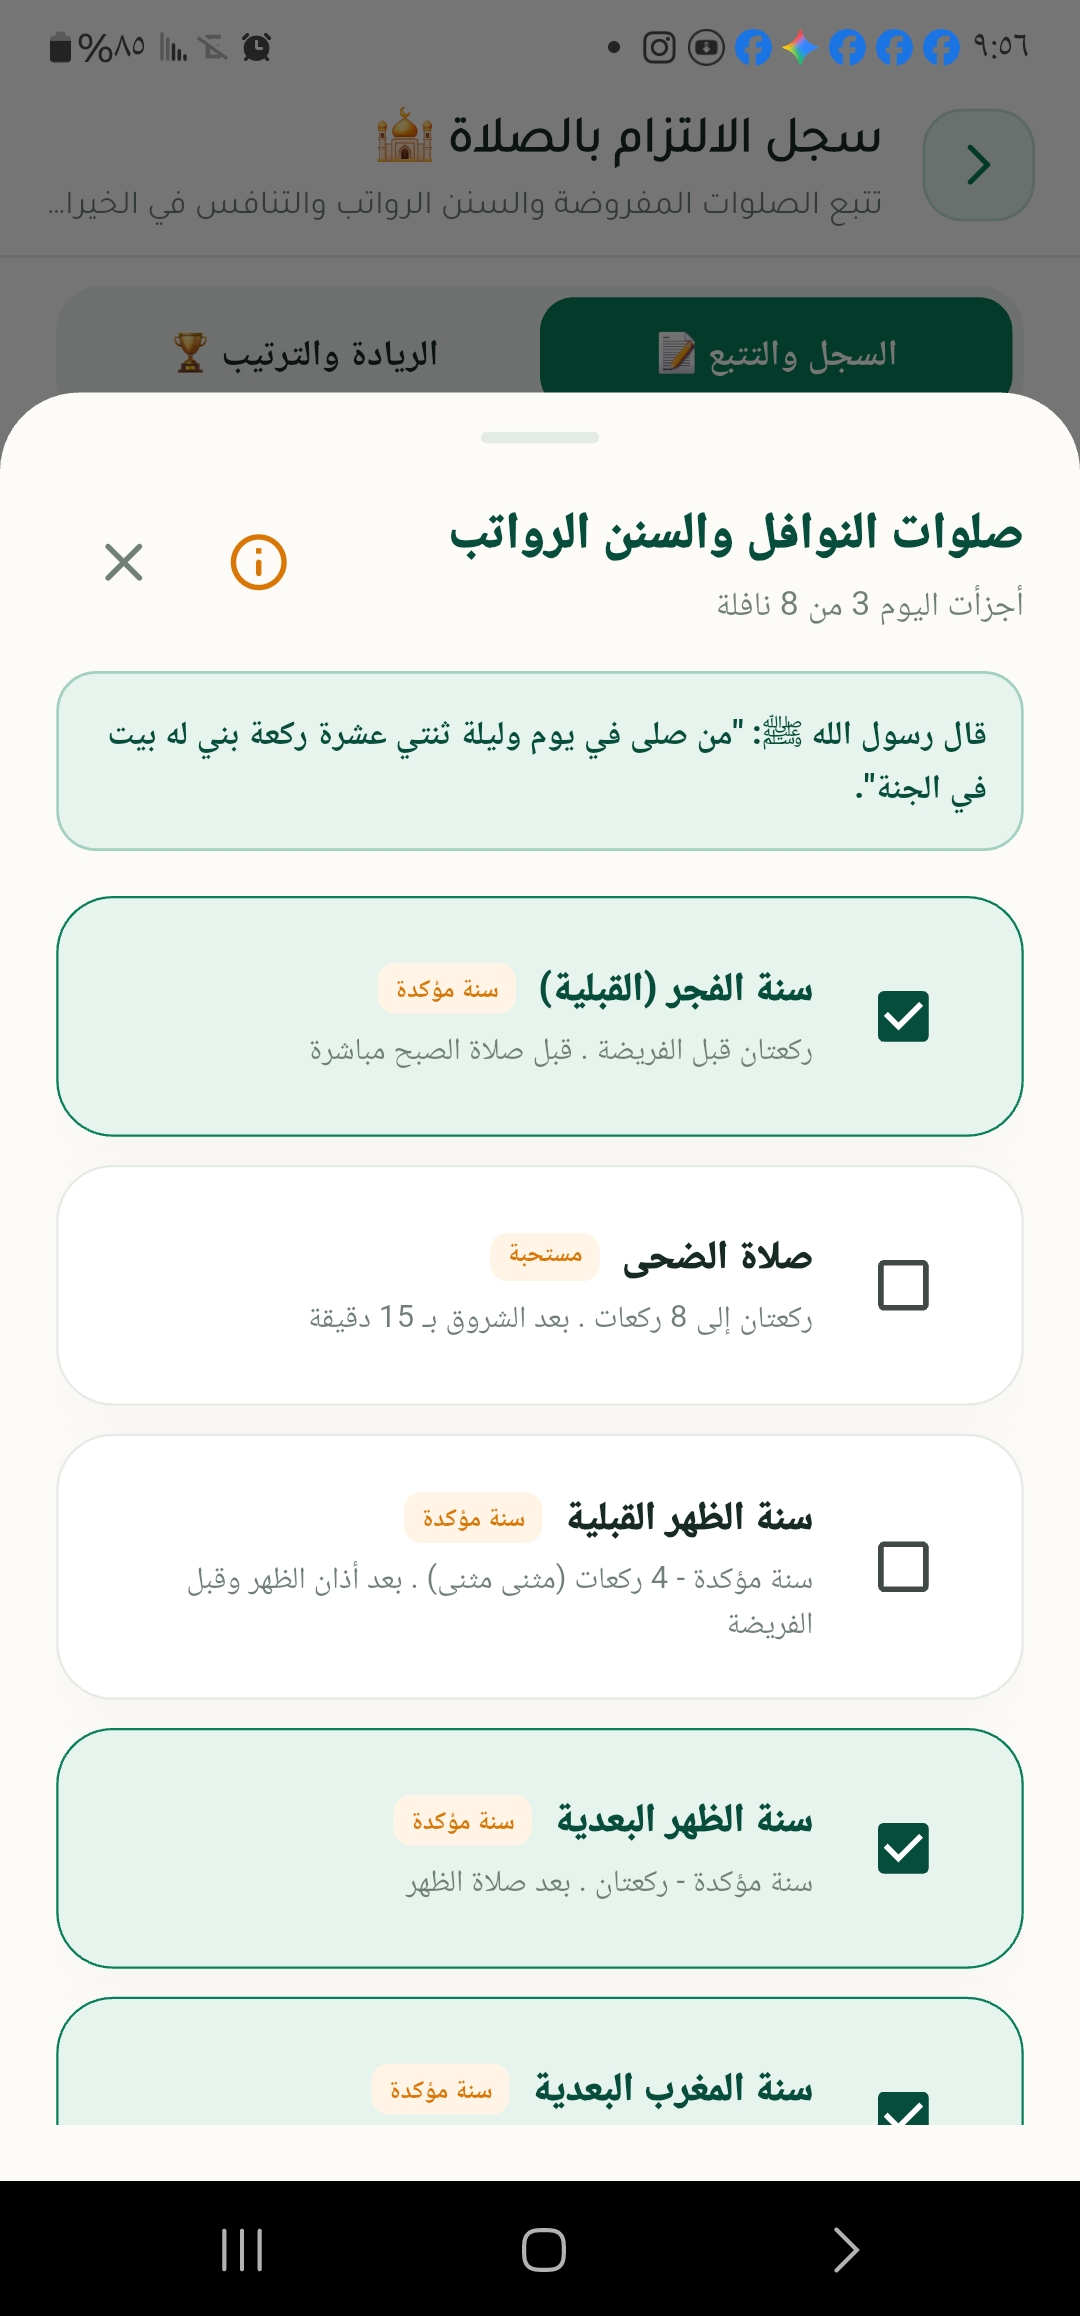 ٩:٥٦
%٨٥
سجل الالتزام بالصلاة 🕌
تتبع الصلوات المفروضة والسنن الرواتب والتنافس في الخيرا...
السجل والتتبع 📝
الريادة والترتيب 🏆
صلوات النوافل والسنن الرواتب
أجزأت اليوم 3 من 8 نافلة
قال رسول الله ﷺ: "من صلى في يوم وليلة ثنتي عشرة ركعة بني له بيت
في الجنة".
سنة الفجر (القبلية) سنة مؤكدة
ركعتان قبل الفريضة . قبل صلاة الصبح مباشرة
صلاة الضحى مستحبة
ركعتان إلى 8 ركعات . بعد الشروق بـ 15 دقيقة
سنة الظهر القبلية سنة مؤكدة
سنة مؤكدة - 4 ركعات (مثنى مثنى) . بعد أذان الظهر وقبل
الفريضة
سنة الظهر البعدية سنة مؤكدة
سنة مؤكدة - ركعتان . بعد صلاة الظهر
سنة المغرب البعدية سنة مؤكدة